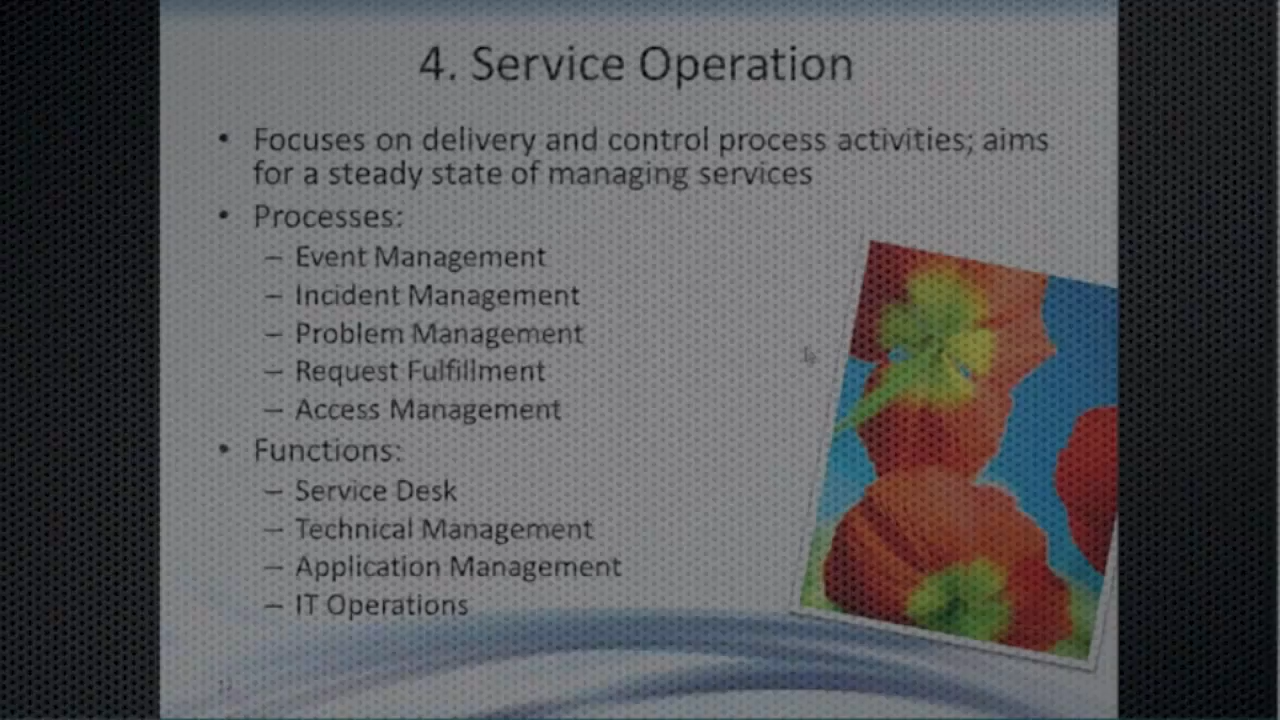 4. Service Operation
• Focuses on delivery and control process activities; aims
for a steady state of managing services
• Processes:
– Event Management
– Incident Management
– Problem Management
– Request Fulfillment
– Access Management
• Functions:
– Service Desk
– Technical Management
– Application Management
– IT Operations